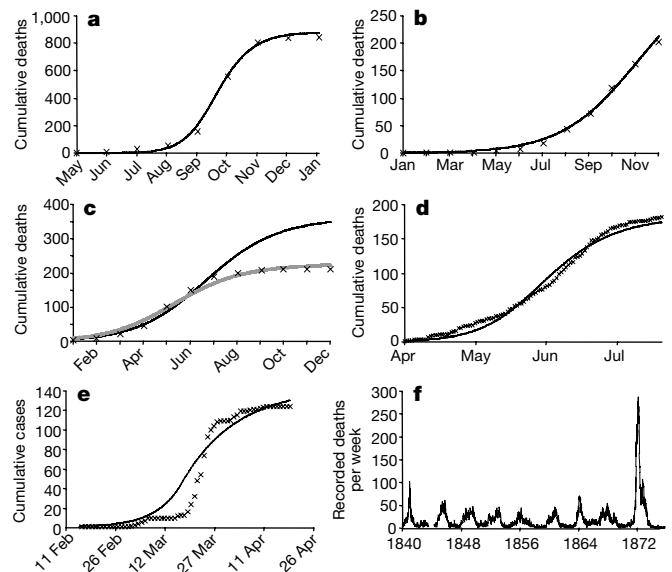 a
Cumulative deaths
1,000
800
600
400
200
0
May Jun Jul Aug Sep Oct Nov Dec Jan
b
Cumulative deaths
250
200
150
100
50
0
Jan Mar May Jul Sep Nov
c
Cumulative deaths
400
300
200
100
0
Feb Apr Jun Aug Oct Dec
d
Cumulative deaths
200
150
100
50
0
Apr May Jun Jul
e
Cumulative cases
140
120
100
80
60
40
20
0
11 Feb 26 Feb 12 Mar 27 Mar 11 Apr 26 Apr
f
Recorded deaths
per week
300
250
200
150
100
50
0
1840 1848 1856 1864 1872